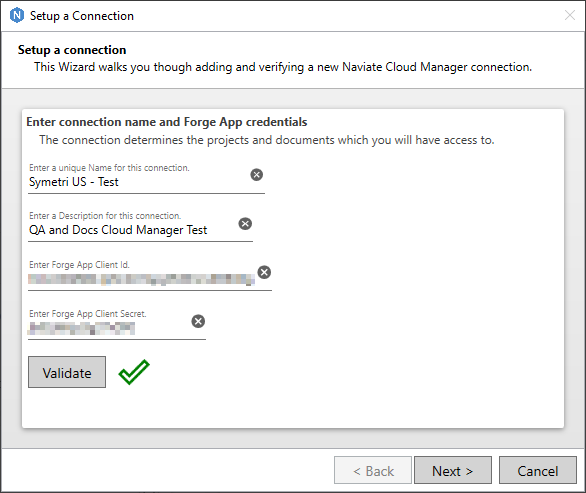 Setup a Connection
Setup a connection
This Wizard walks you though adding and verifying a new Naviate Cloud Manager connection.
Enter connection name and Forge App credentials
The connection determines the projects and documents which you will have access to.
Enter a unique Name for this connection.
Symetri US - Test
Enter a Description for this connection.
QA and Docs Cloud Manager Test
Enter Forge App Client Id.
Enter Forge App Client Secret.
Validate
< Back
Next >
Cancel